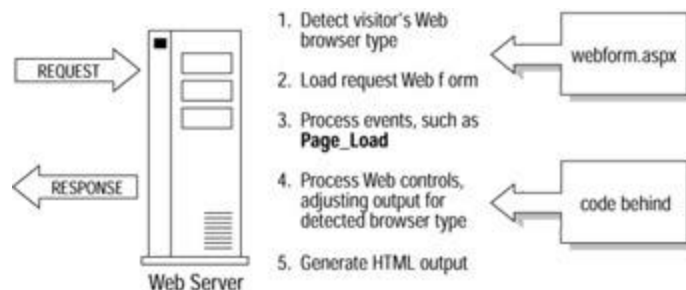 REQUEST
RESPONSE
Web Server
1. Detect visitor's Web
browser type
2. Load request Web f orm
3. Process events, such as
Page_Load
4. Process Web controls,
adjusting output for
detected browser type
5. Generate HTML output
webform.aspx
code behind